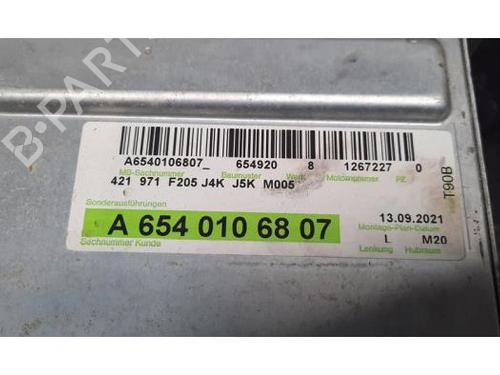 A6540106807_ 654920 8 1267227 0
MB-Sachnummer Baumuster Werk Motornummer PZ
421 971 F205 J4K J5K M005
Sonderausführungen
A 654 010 68 07
Sachnummer Kunde
13.09.2021
Montage-Plan-Datum
L M20
Lenkung Hubraum
T90B
B-PARTS